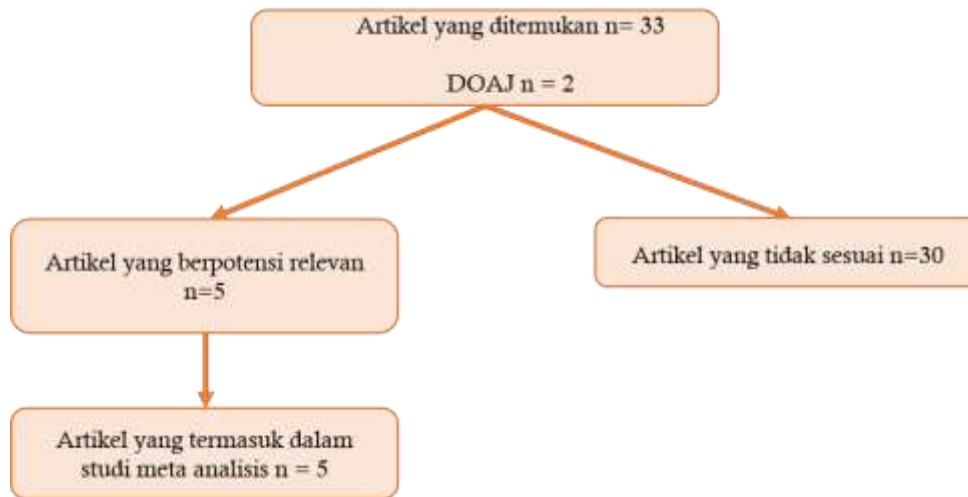 Artikel yang ditemukan n= 33
DOAJ n = 2
Artikel yang berpotensi relevan
n=5
Artikel yang tidak sesuai n=30
Artikel yang termasuk dalam
studi meta analisis n = 5